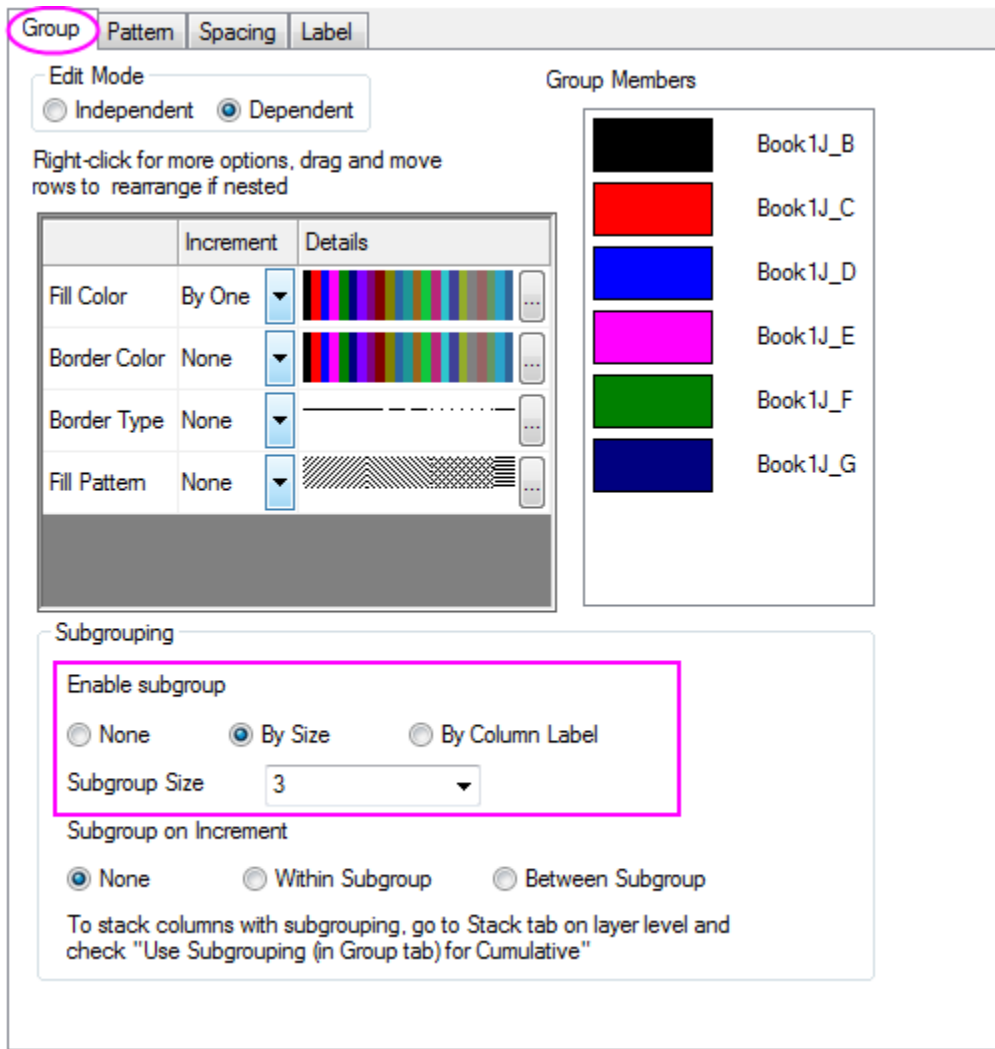 Group Pattern Spacing Label
Edit Mode
Independent Dependent
Right-click for more options, drag and move
rows to rearrange if nested
Increment Details
Fill Color By One ...
Border Color None ...
Border Type None ...
Fill Pattern None ...
Group Members
Book1J_B
Book1J_C
Book1J_D
Book1J_E
Book1J_F
Book1J_G
Subgrouping
Enable subgroup
None By Size By Column Label
Subgroup Size 3
Subgroup on Increment
None Within Subgroup Between Subgroup
To stack columns with subgrouping, go to Stack tab on layer level and
check "Use Subgrouping (in Group tab) for Cumulative"